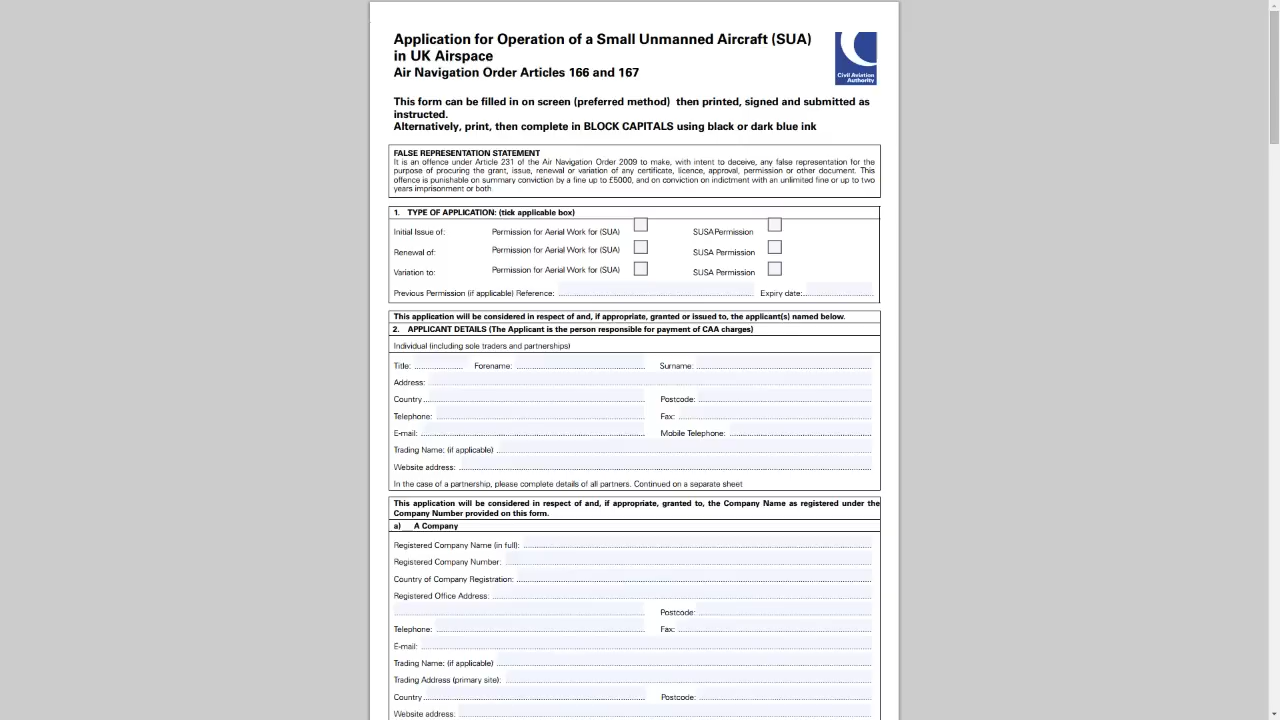 Application for Operation of a Small Unmanned Aircraft (SUA)
in UK Airspace
Air Navigation Order Articles 166 and 167
Civil Aviation
Authority
This form can be filled in on screen (preferred method) then printed, signed and submitted as
instructed.
Alternatively, print, then complete in BLOCK CAPITALS using black or dark blue ink
FALSE REPRESENTATION STATEMENT
It is an offence under Article 231 of the Air Navigation Order 2009 to make, with intent to deceive, any false representation for the
purpose of procuring the grant, issue, renewal or variation of any certificate, licence, approval, permission or other document. This
offence is punishable on summary conviction by a fine up to £5000, and on conviction on indictment with an unlimited fine or up to two
years imprisonment or both
1. TYPE OF APPLICATION: (tick applicable box)
Initial Issue of: Permission for Aerial Work for (SUA) SUSAPermission
Renewal of: Permission for Aerial Work for (SUA) SUSA Permission
Variation to: Permission for Aerial Work for (SUA) SUSA Permission
Previous Permission (if applicable) Reference: Expiry date:
This application will be considered in respect of and, if appropriate, granted or issued to, the applicant(s) named below.
2. APPLICANT DETAILS (The Applicant is the person responsible for payment of CAA charges)
Individual (including sole traders and partnerships)
Title: Forename: Surname:
Address:
Country Postcode:
Telephone: Fax:
E-mail: Mobile Telephone:
Trading Name: (if applicable)
Website address:
In the case of a partnership, please complete details of all partners. Continued on a separate sheet
This application will be considered in respect of and, if appropriate, granted to, the Company Name as registered under the
Company Number provided on this form.
a) A Company
Registered Company Name (in full):
Registered Company Number:
Country of Company Registration:
Registered Office Address:
Postcode:
Telephone: Fax:
E-mail:
Trading Name: (if applicable)
Trading Address (primary site):
Country Postcode:
Website address: